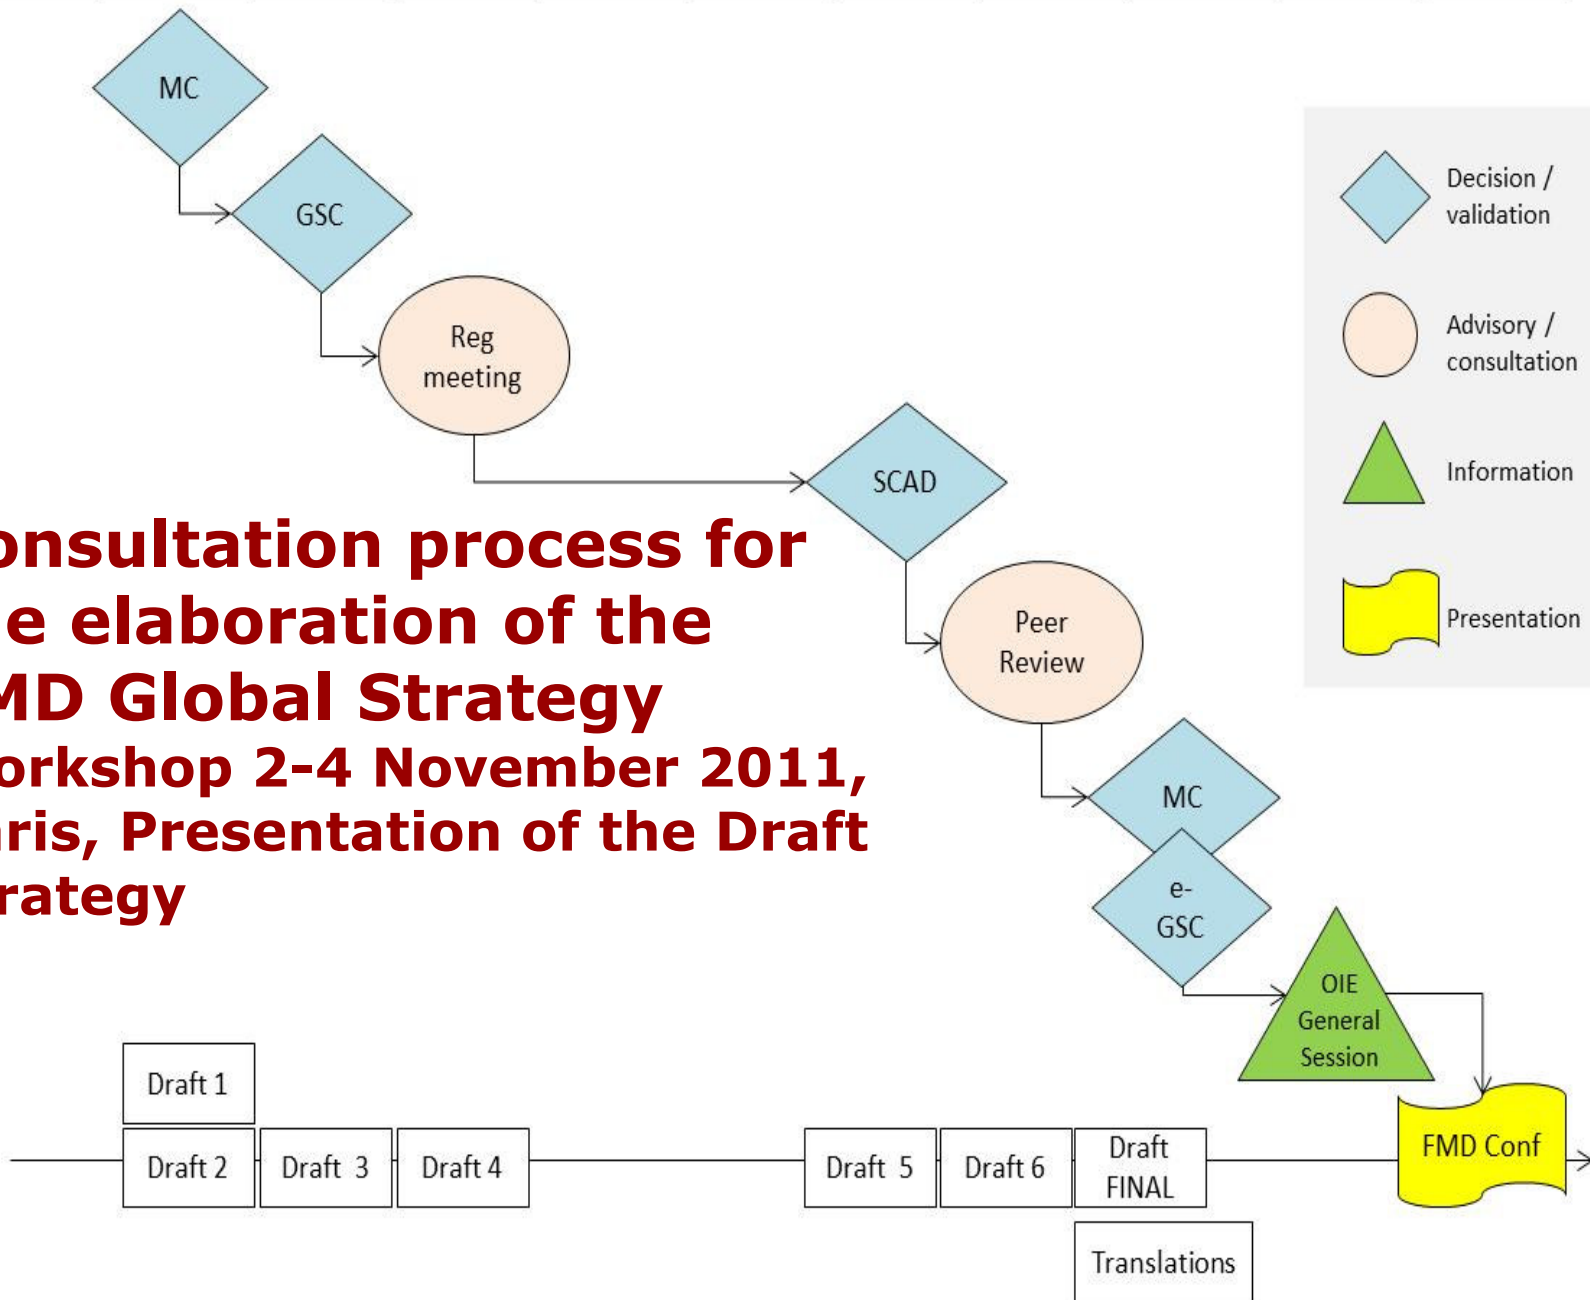 MC
GSC
Reg
meeting
SCAD
Peer
Review
MC
e-
GSC
OIE
General
Session
FMD Conf
Decision /
validation
Advisory /
consultation
Information
Presentation
onsultation process for
e elaboration of the
MD Global Strategy
orkshop 2-4 November 2011,
aris, Presentation of the Draft
rategy
Draft 1
Draft 2
Draft 3
Draft 4
Draft 5
Draft 6
Draft
FINAL
Translations